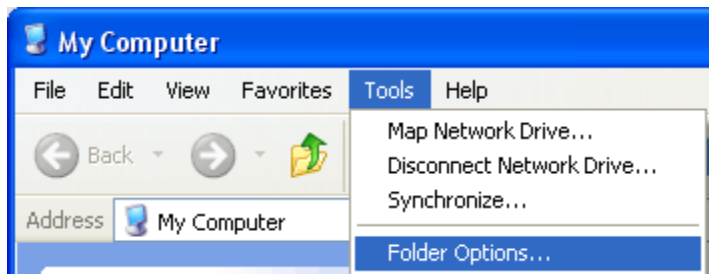 My Computer
File Edit View Favorites Tools Help
Map Network Drive...
Back
Disconnect Network Drive...
Synchronize...
Address My Computer
Folder Options...